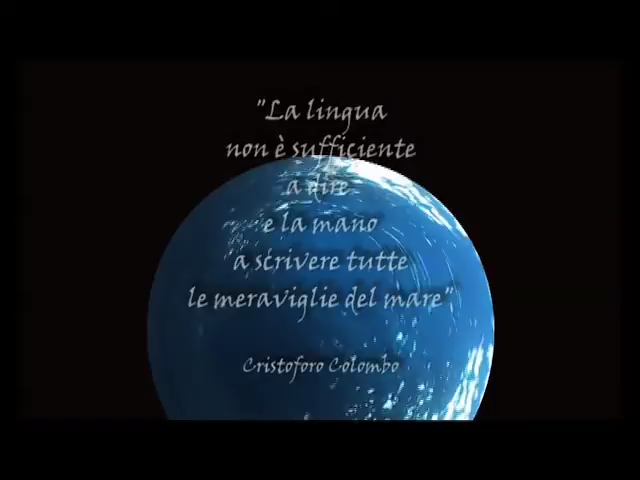 "La lingua
non è sufficiente
a dire
e la mano
a scrivere tutte
le meraviglie del mare"
Cristoforo Colombo